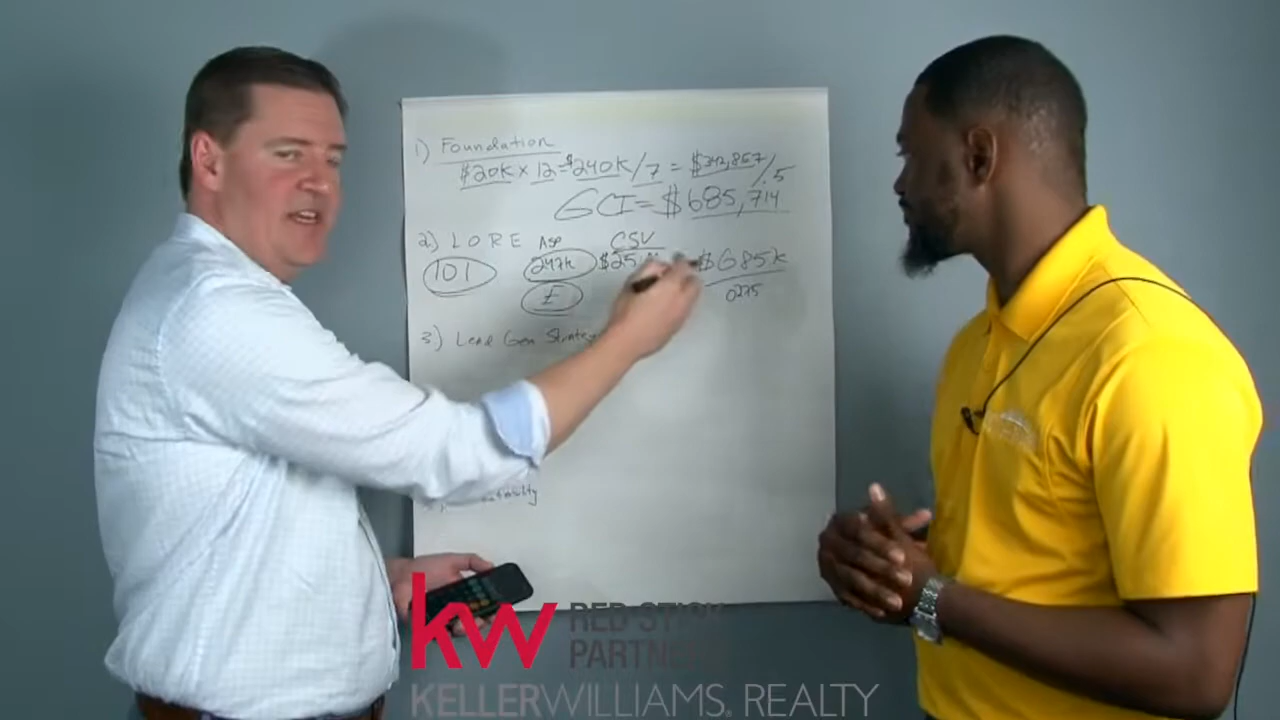 1) Foundation
$20K x 12 = $240K / 7 = $342,857 / .5
GCI = $685,714
2) L O R E ASP CSV
101 247K $25 $685K
E 0275
3) Lead Gen
kw RED STICK PARTNERS
KELLERWILLIAMS. REALTY